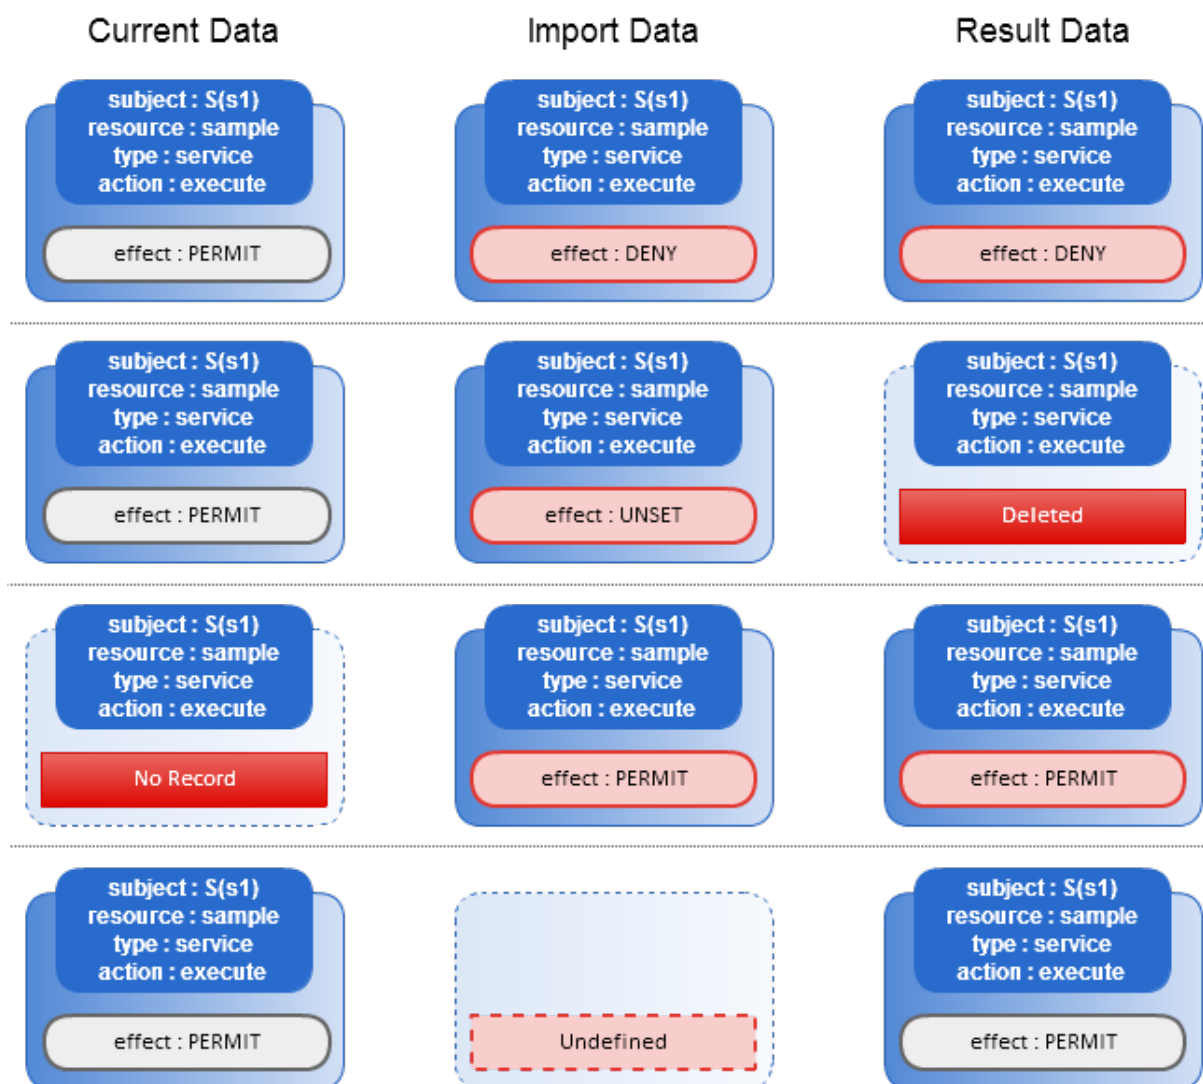 Current Data
Import Data
Result Data
subject : S(s1)
resource : sample
type : service
action : execute
effect : PERMIT
subject : S(s1)
resource : sample
type : service
action : execute
effect : DENY
subject : S(s1)
resource : sample
type : service
action : execute
effect : DENY
subject : S(s1)
resource : sample
type : service
action : execute
effect : PERMIT
subject : S(s1)
resource : sample
type : service
action : execute
effect : UNSET
subject : S(s1)
resource : sample
type : service
action : execute
Deleted
subject : S(s1)
resource : sample
type : service
action : execute
No Record
subject : S(s1)
resource : sample
type : service
action : execute
effect : PERMIT
subject : S(s1)
resource : sample
type : service
action : execute
effect : PERMIT
subject : S(s1)
resource : sample
type : service
action : execute
effect : PERMIT
Undefined
subject : S(s1)
resource : sample
type : service
action : execute
effect : PERMIT